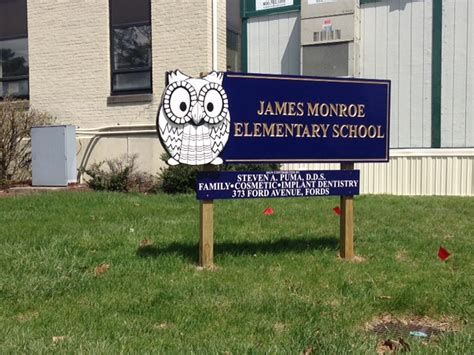 JAMES MONROE
ELEMENTARY SCHOOL
STEVEN A. PUMA, D.D.S.
FAMILY•COSMETIC•IMPLANT DENTISTRY
373 FORD AVENUE, FORDS